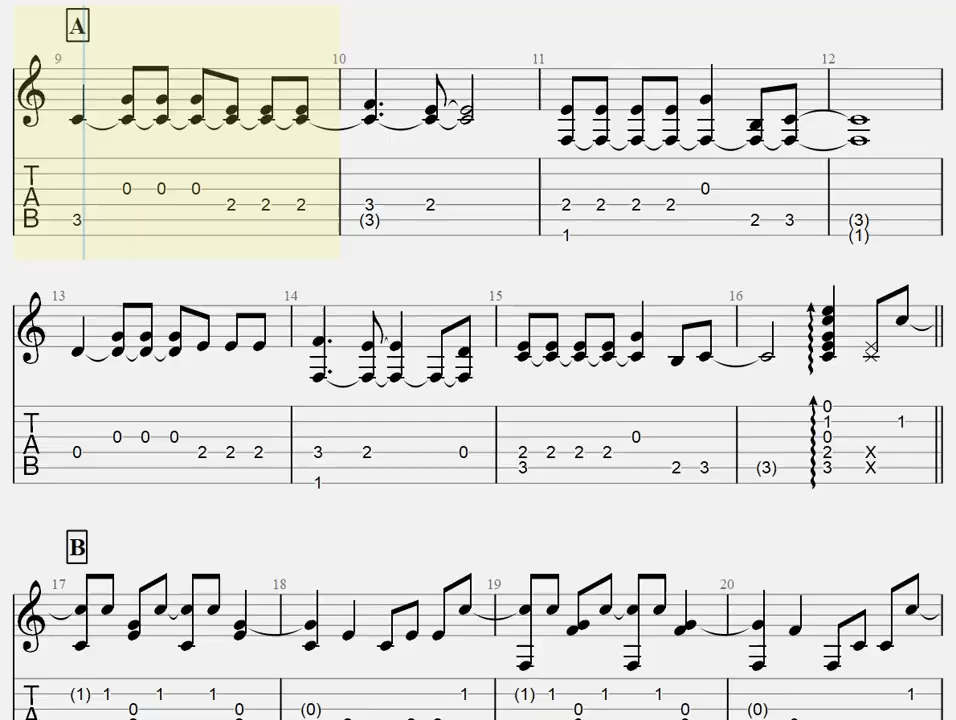 A
9 10 11 12
T 0 0 0 3 2 2 2 2 2 0
A 2 2 2
B 3 (3) 2 3 (3)
1 (1)
13 14 15 16
0
T 1 1
0 0 0 0 0
A 0 2 2 2 3 2 0 2 2 2 2 2 X
B 3 2 3 (3) 3 X
1
B
17 18 19 20
T (1) 1 1 1 1 (1) 1 1 1 1
0 0 (0) 0 0 (0)